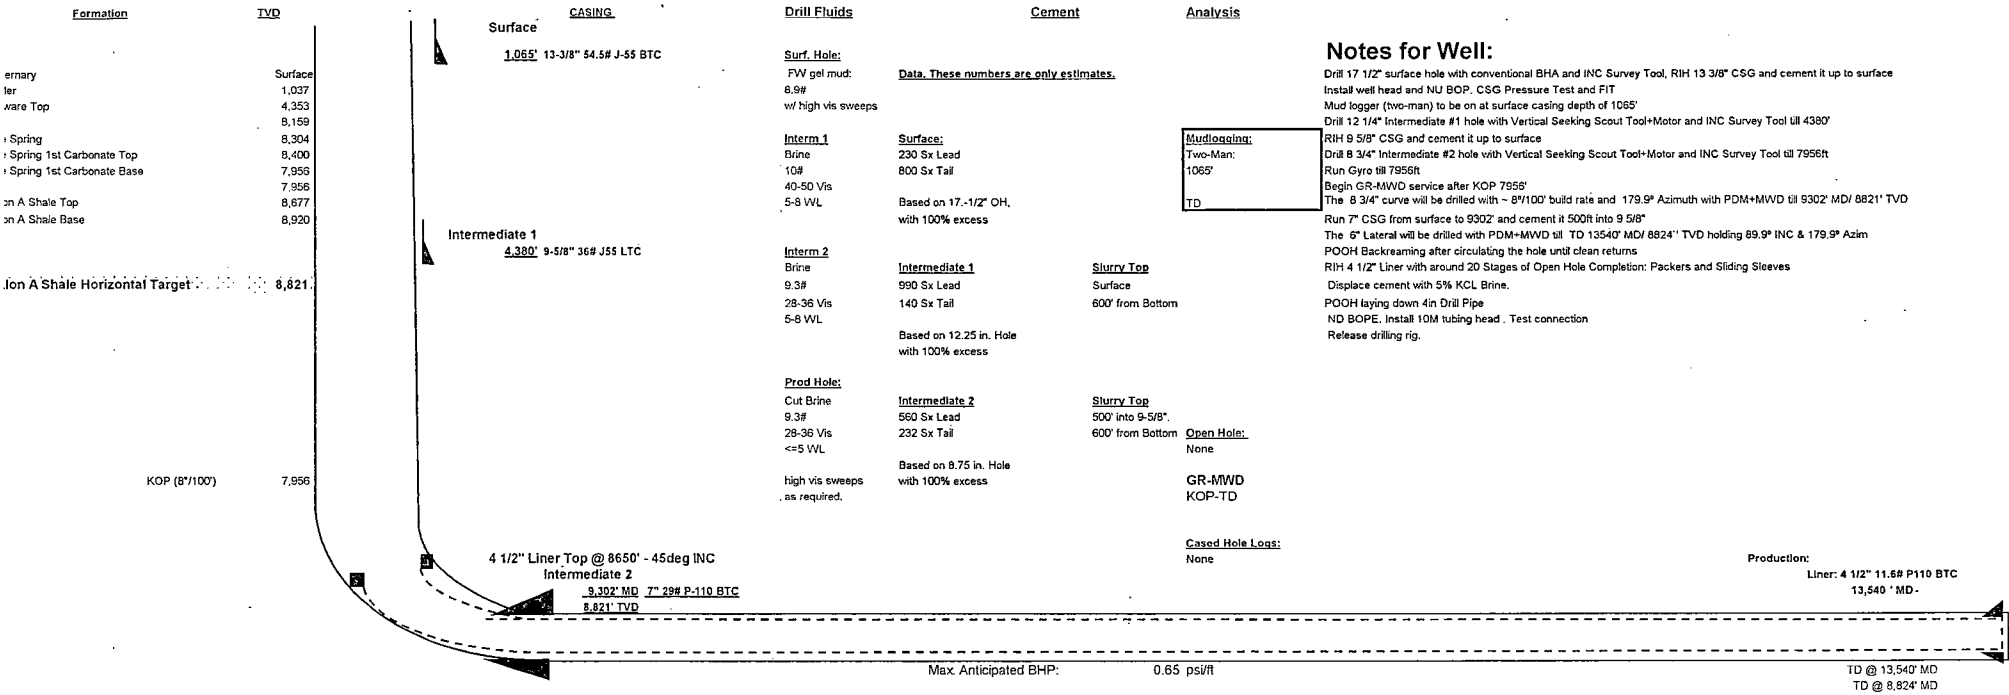 Formation TVD CASING Drill Fluids Cement Analysis
Surface
1,065' 13-3/8" 54.5# J-55 BTC
ernary Surface
ler 1,037
ware Top 4,353
8,159
Spring 8,304
Spring 1st Carbonate Top 8,400
Spring 1st Carbonate Base 7,956
7,956
on A Shale Top 8,677
on A Shale Base 8,920
Intermediate 1
4,380' 9-5/8" 36# J55 LTC
ion A Shale Horizontal Target 8,821
KOP (8°/100') 7,956
4 1/2" Liner Top @ 8650' - 45deg INC
Intermediate 2
9,302' MD 7" 29# P-110 BTC
8,821' TVD
Surf. Hole:
FW gel mud:
8.9#
w/ high vis sweeps
Interm 1
Brine
10#
40-50 Vis
5-8 WL
Interm 2
Brine
9.3#
28-36 Vis
5-8 WL
Prod Hole:
Cut Brine
9.3#
28-36 Vis
<=5 WL
high vis sweeps
as required.
Data. These numbers are only estimates.
Surface:
230 Sx Lead
800 Sx Tail
Based on 17.-1/2" OH,
with 100% excess
Intermediate 1 Slurry Top
990 Sx Lead Surface
140 Sx Tail 600' from Bottom
Based on 12.25 in. Hole
with 100% excess
Intermediate 2 Slurry Top
560 Sx Lead 500' into 9-5/8".
232 Sx Tail 600' from Bottom
Based on 8.75 in. Hole
with 100% excess
Mudlogging:
Two-Man:
1065'
TD
Open Hole:
None
GR-MWD
KOP-TD
Cased Hole Logs:
None
Notes for Well:
Drill 17 1/2" surface hole with conventional BHA and INC Survey Tool, RIH 13 3/8" CSG and cement it up to surface
Install well head and NU BOP. CSG Pressure Test and FIT
Mud logger (two-man) to be on at surface casing depth of 1065'
Drill 12 1/4" Intermediate #1 hole with Vertical Seeking Scout Tool+Motor and INC Survey Tool till 4380'
RIH 9 5/8" CSG and cement it up to surface
Drill 8 3/4" Intermediate #2 hole with Vertical Seeking Scout Tool+Motor and INC Survey Tool till 7956ft
Run Gyro till 7956ft
Begin GR-MWD service after KOP 7956'
The 8 3/4" curve will be drilled with ~ 8°/100' build rate and 179.9° Azimuth with PDM+MWD till 9302' MD/ 8821' TVD
Run 7" CSG from surface to 9302' and cement it 500ft into 9 5/8"
The 6" Lateral will be drilled with PDM+MWD till TD 13540' MD/ 8824'' TVD holding 89.9° INC & 179.9° Azim
POOH Backreaming after circulating the hole until clean returns
RIH 4 1/2" Liner with around 20 Stages of Open Hole Completion: Packers and Sliding Sleeves
Displace cement with 5% KCL Brine.
POOH laying down 4in Drill Pipe
ND BOPE. Install 10M tubing head . Test connection
Release drilling rig.
Production:
Liner: 4 1/2" 11.6# P110 BTC
13,540 ' MD-
Max. Anticipated BHP: 0.65 psi/ft
TD @ 13,540' MD
TD @ 8,824' MD